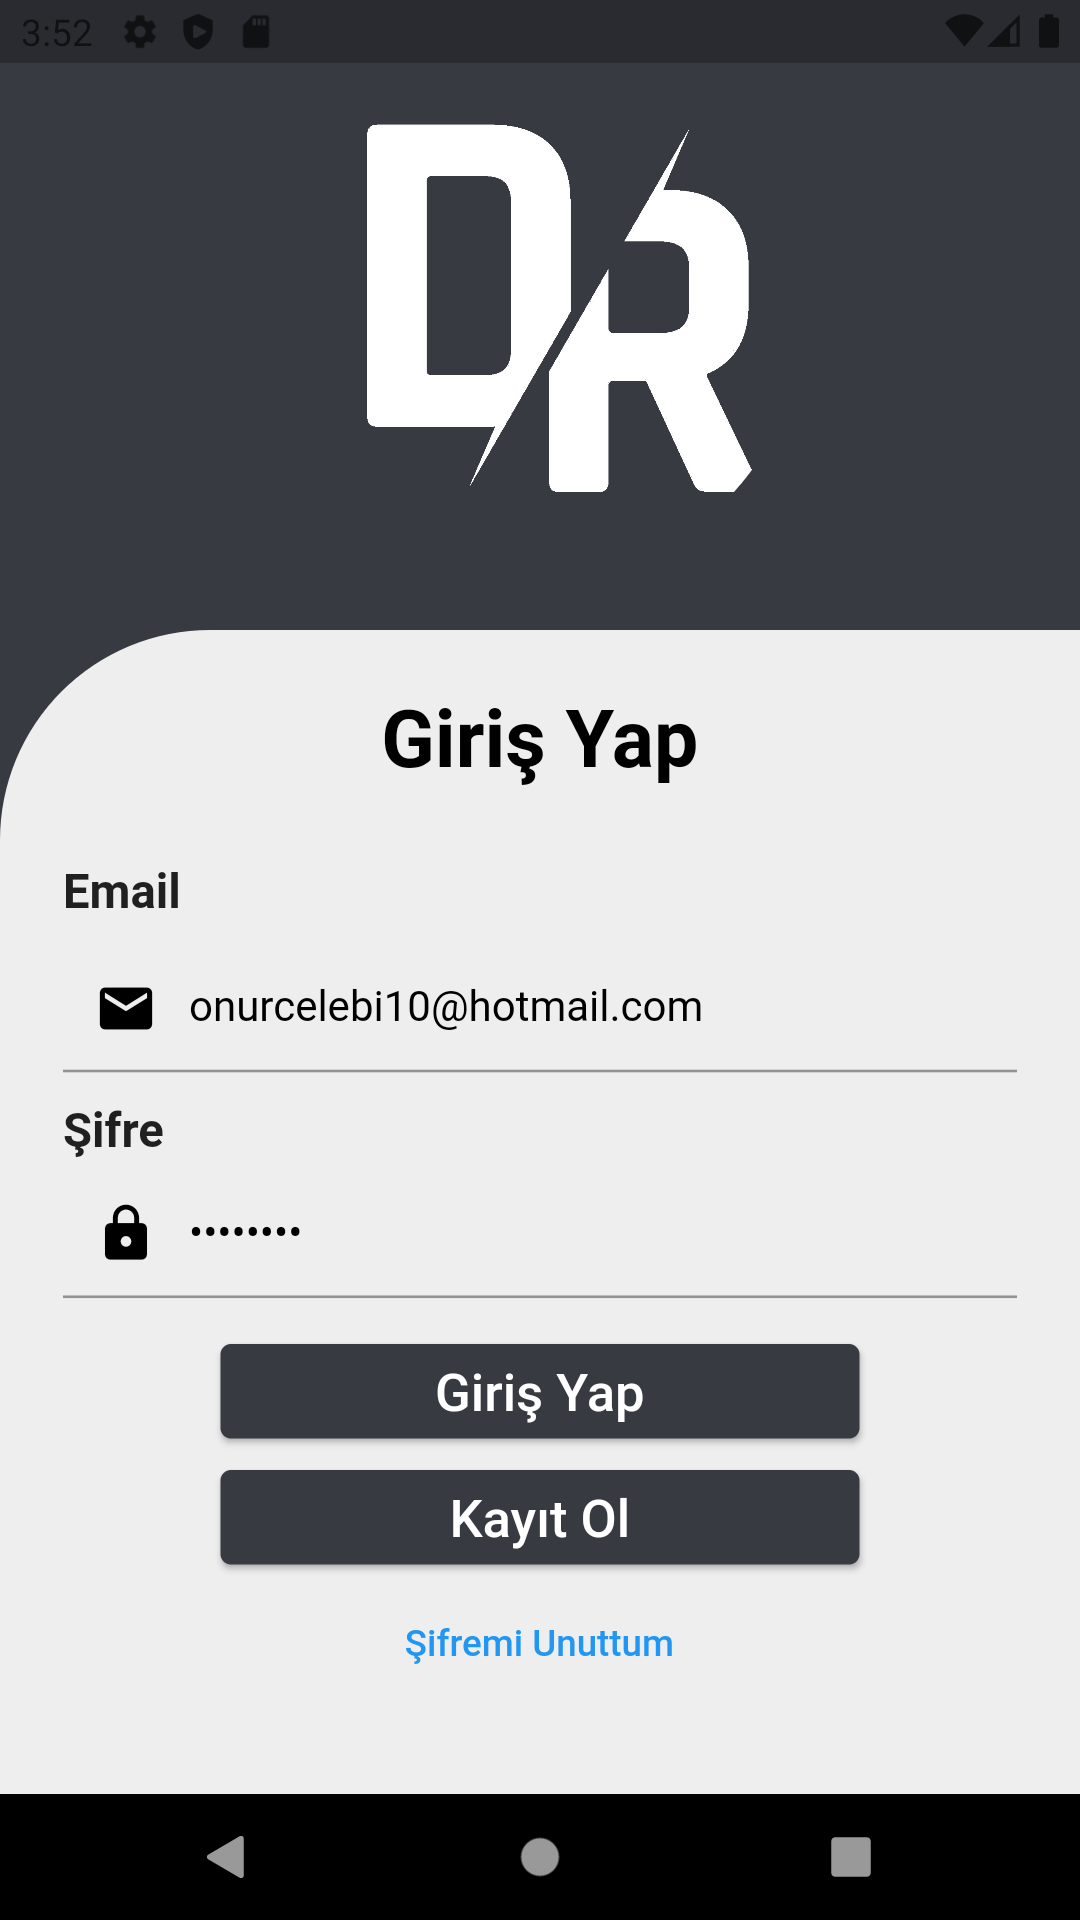 3:52
DR
Giriş Yap
Email
onurcelebi10@hotmail.com
Şifre
••••••••
Giriş Yap
Kayıt Ol
Şifremi Unuttum